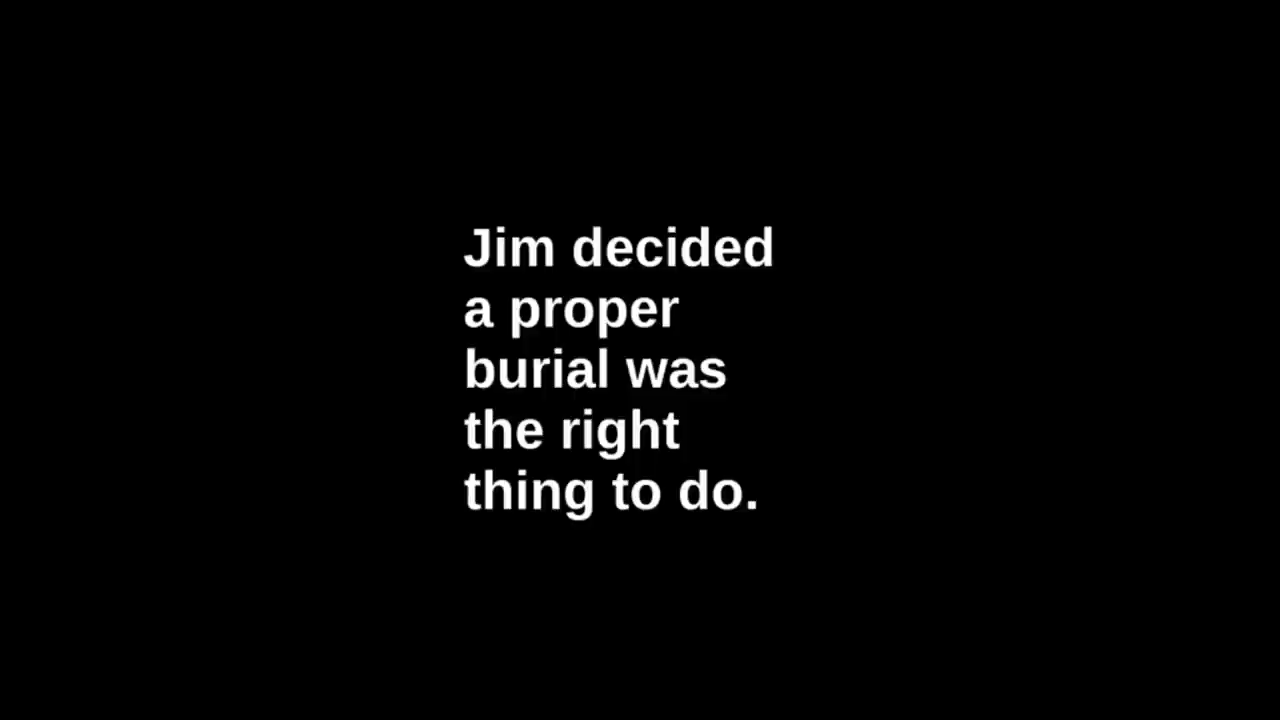 Jim decided
a proper
burial was
the right
thing to do.